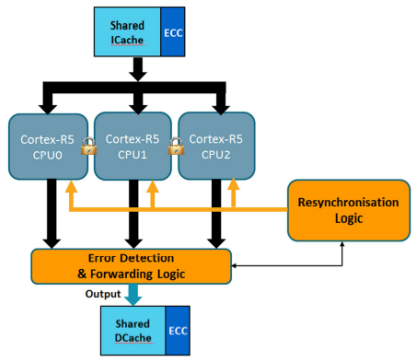 Shared
ICache
ECC
Cortex-R5
CPU0
Cortex-R5
CPU1
Cortex-R5
CPU2
Resynchronisation
Logic
Error Detection
& Forwarding Logic
Output
Shared
DCache
ECC